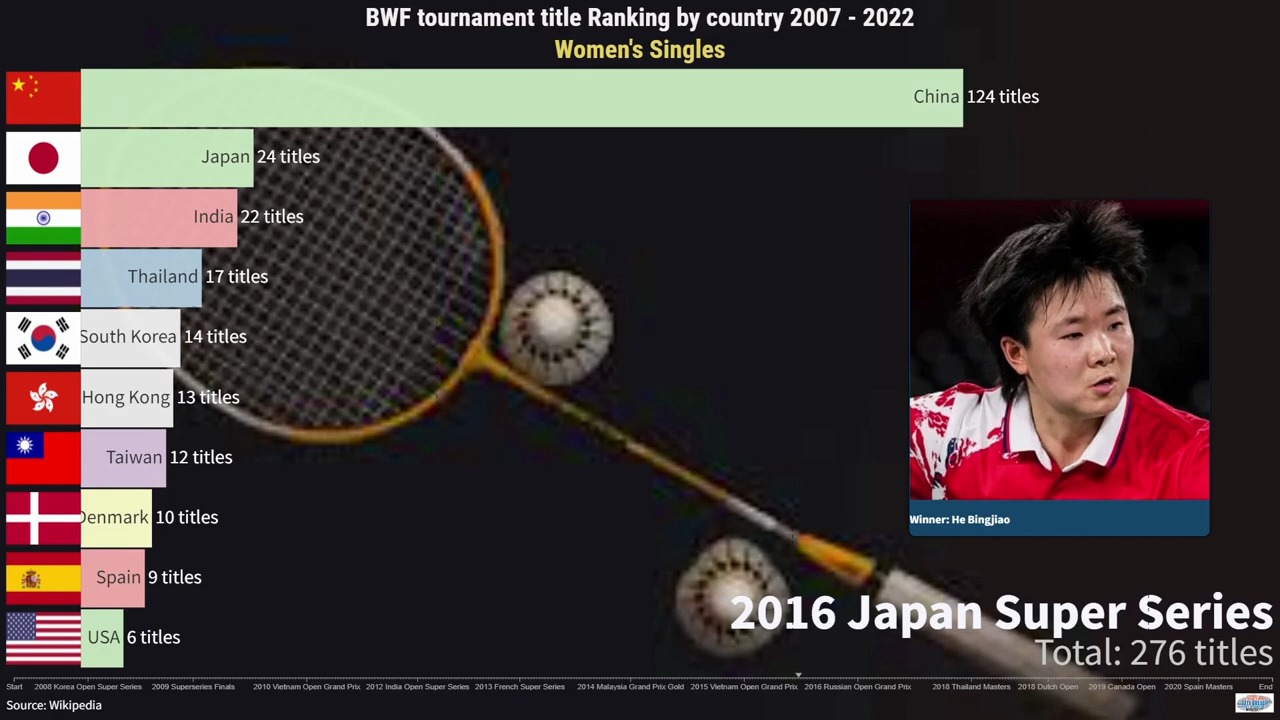 BWF tournament title Ranking by country 2007 - 2022
Women's Singles
China 124 titles
Japan 24 titles
India 22 titles
Thailand 17 titles
South Korea 14 titles
Hong Kong 13 titles
Taiwan 12 titles
Denmark 10 titles
Spain 9 titles
USA 6 titles
Winner: He Bingjiao
2016 Japan Super Series
Total: 276 titles
Start 2008 Korea Open Super Series 2009 Superseries Finals 2010 Vietnam Open Grand Prix 2012 India Open Super Series 2013 French Super Series 2014 Malaysia Grand Prix Gold 2015 Vietnam Open Grand Prix 2016 Russian Open Grand Prix 2018 Thailand Masters 2018 Dutch Open 2019 Canada Open 2020 Spain Masters End
Source: Wikipedia